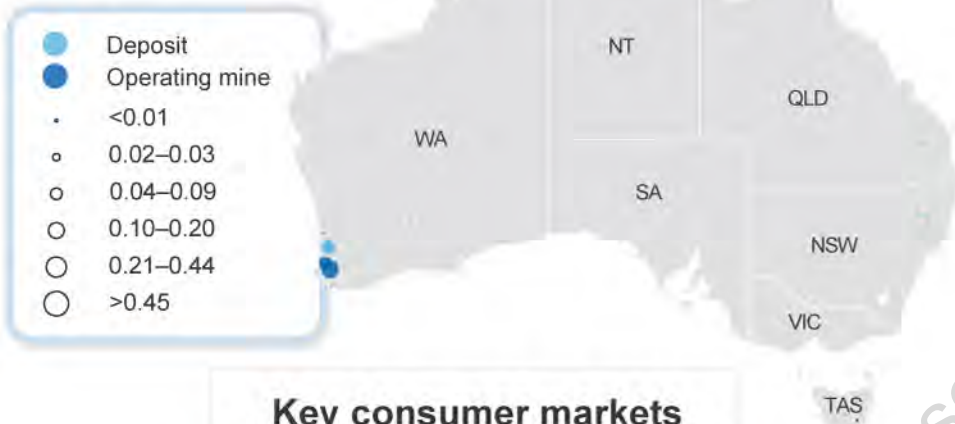 Deposit
Operating mine
<0.01
0.02–0.03
0.04–0.09
0.10–0.20
0.21–0.44
>0.45
NT
QLD
WA
SA
NSW
VIC
TAS
Key consumer markets